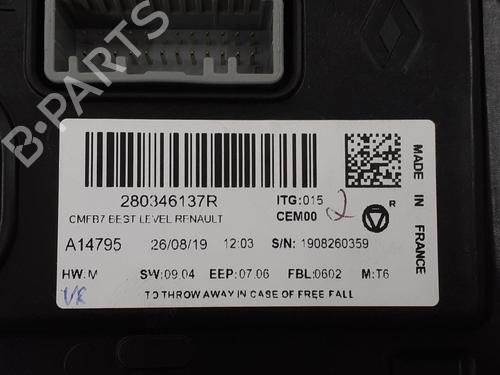 B-PARTS
280346137R
ITG:015
CMFB7 BEST LEVEL RENAULT
CEM00
2
R
A14795 26/08/19 12:03 S/N: 1908260359
HW:M SW:09.04 EEP:07.06 FBL:0602 M:T6
TO THROW AWAY IN CASE OF FREE FALL
MADE IN FRANCE